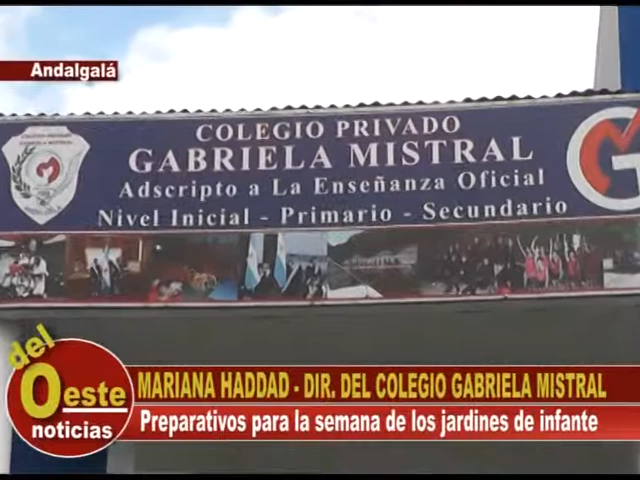 Andalgalá
COLEGIO PRIVADO
GABRIELA MISTRAL
ADSCRIPTO A LA ENSEÑANZA OFICIAL
NIVEL INICIAL - PRIMARIO - SECUNDARIO
del
Oeste
noticias
MARIANA HADDAD - DIR. DEL COLEGIO GABRIELA MISTRAL
Preparativos para la semana de los jardines de infante